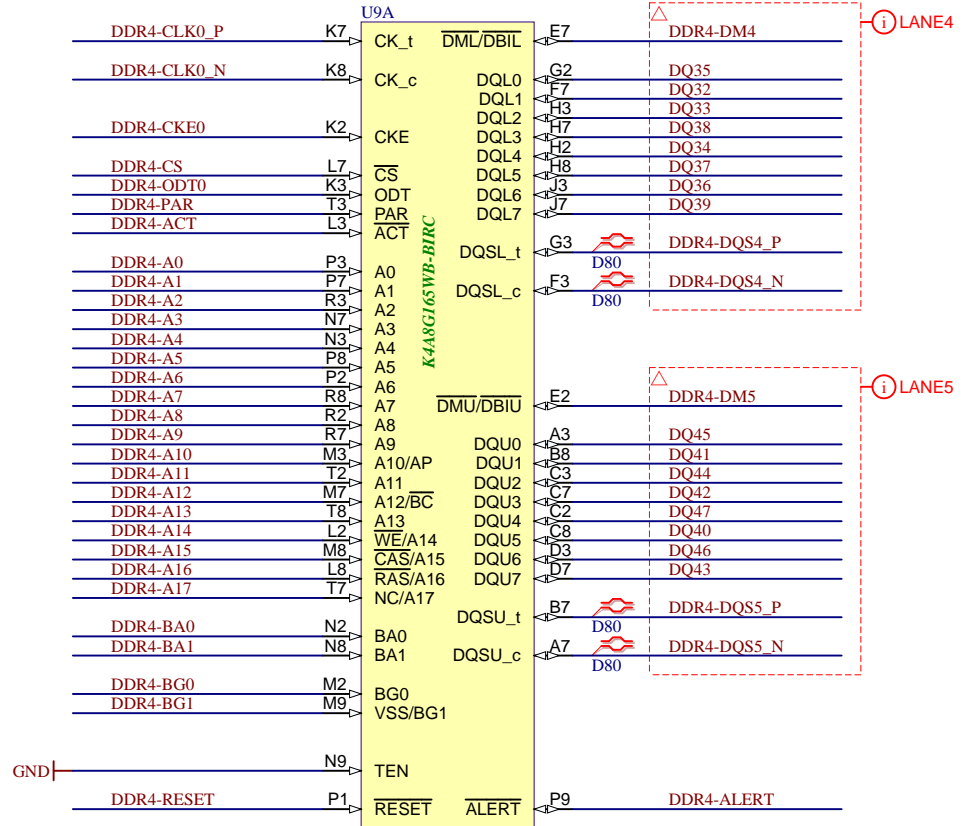 U9A
DDR4-CLK0_P K7 CK_t DML/DBIL E7 DDR4-DM4 LANE4
DDR4-CLK0_N K8 CK_c DQL0 G2 DQ35
DQL1 F7 DQ32
DQL2 H3 DQ33
DDR4-CKE0 K2 CKE DQL3 H7 DQ38
DQL4 H2 DQ34
DDR4-CS L7 CS DQL5 H8 DQ37
DDR4-ODT0 K3 ODT DQL6 J3 DQ36
DDR4-PAR T3 PAR DQL7 J7 DQ39
DDR4-ACT L3 ACT
K4A8G165WB-BIRC
DQSL_t G3 D80 DDR4-DQS4_P
DDR4-A0 P3 A0
DDR4-A1 P7 A1 DQSL_c F3 D80 DDR4-DQS4_N
DDR4-A2 R3 A2
DDR4-A3 N7 A3
DDR4-A4 N3 A4
DDR4-A5 P8 A5
DDR4-A6 P2 A6 LANE5
DDR4-A7 R8 A7 DMU/DBIU E2 DDR4-DM5
DDR4-A8 R2 A8
DDR4-A9 R7 A9 DQU0 A3 DQ45
DDR4-A10 M3 A10/AP DQU1 B8 DQ41
DDR4-A11 T2 A11 DQU2 C3 DQ44
DDR4-A12 M7 A12/BC DQU3 C7 DQ42
DDR4-A13 T8 A13 DQU4 C2 DQ47
DDR4-A14 L2 WE/A14 DQU5 C8 DQ40
DDR4-A15 M8 CAS/A15 DQU6 D3 DQ46
DDR4-A16 L8 RAS/A16 DQU7 D7 DQ43
DDR4-A17 T7 NC/A17
DQSU_t B7 D80 DDR4-DQS5_P
DDR4-BA0 N2 BA0
DDR4-BA1 N8 BA1 DQSU_c A7 D80 DDR4-DQS5_N
DDR4-BG0 M2 BG0
DDR4-BG1 M9 VSS/BG1
GND N9 TEN
DDR4-RESET P1 RESET ALERT P9 DDR4-ALERT